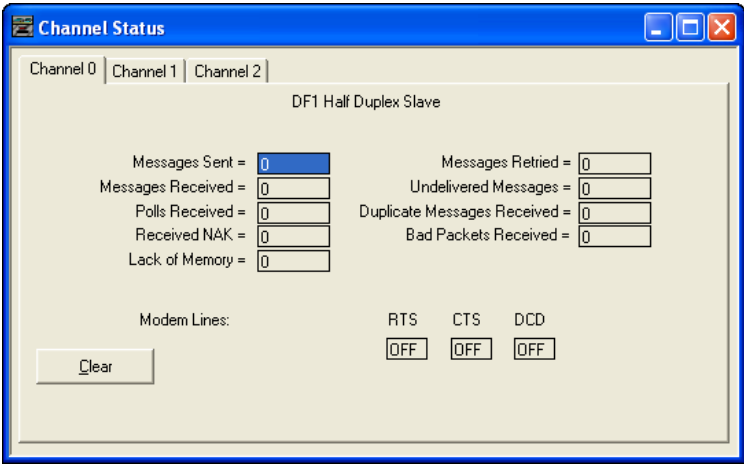 Channel Status
Channel 0 Channel 1 Channel 2
DF1 Half Duplex Slave
Messages Sent = 0 Messages Retried = 0
Messages Received = 0 Undelivered Messages = 0
Polls Received = 0 Duplicate Messages Received = 0
Received NAK = 0 Bad Packets Received = 0
Lack of Memory = 0
Modem Lines: RTS CTS DCD
OFF OFF OFF
Clear